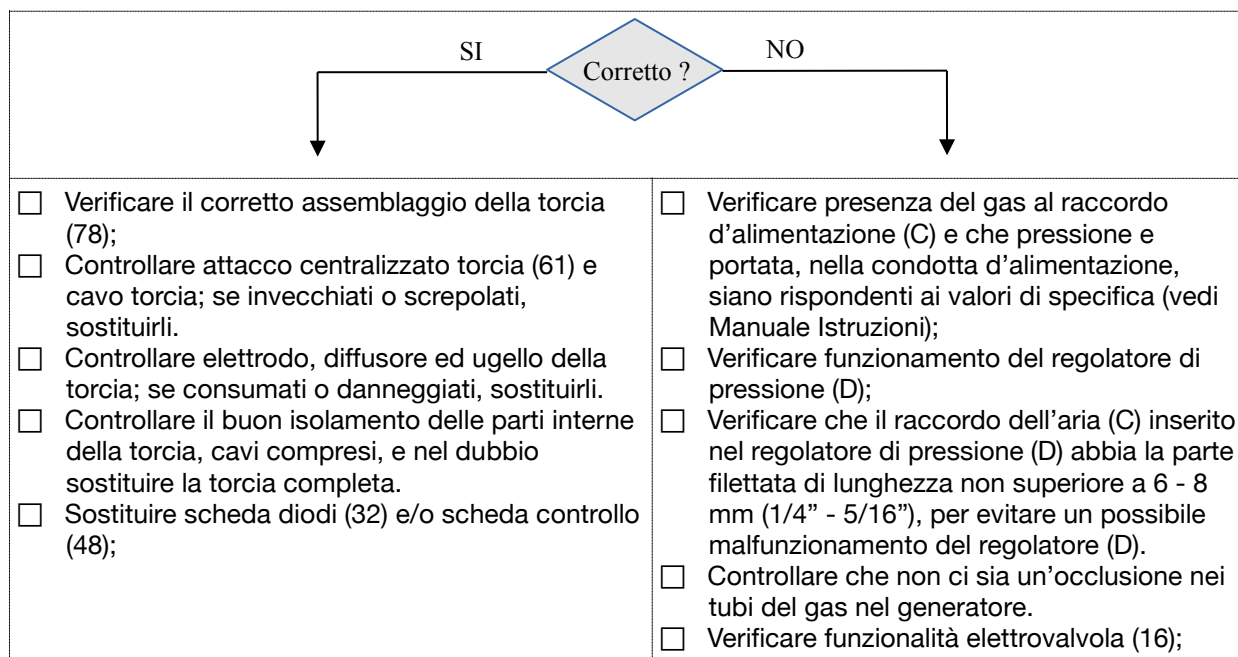 SI
Corretto ?
NO
☐ Verificare il corretto assemblaggio della torcia
(78);
☐ Controllare attacco centralizzato torcia (61) e
cavo torcia; se invecchiati o screpolati,
sostituirli.
☐ Controllare elettrodo, diffusore ed ugello della
torcia; se consumati o danneggiati, sostituirli.
☐ Controllare il buon isolamento delle parti interne
della torcia, cavi compresi, e nel dubbio
sostituire la torcia completa.
☐ Sostituire scheda diodi (32) e/o scheda controllo
(48);
☐ Verificare presenza del gas al raccordo
d’alimentazione (C) e che pressione e
portata, nella condotta d’alimentazione,
siano rispondenti ai valori di specifica (vedi
Manuale Istruzioni);
☐ Verificare funzionamento del regolatore di
pressione (D);
☐ Verificare che il raccordo dell’aria (C) inserito
nel regolatore di pressione (D) abbia la parte
filettata di lunghezza non superiore a 6 - 8
mm (1/4” - 5/16”), per evitare un possibile
malfunzionamento del regolatore (D).
☐ Controllare che non ci sia un’occlusione nei
tubi del gas nel generatore.
☐ Verificare funzionalità elettrovalvola (16);